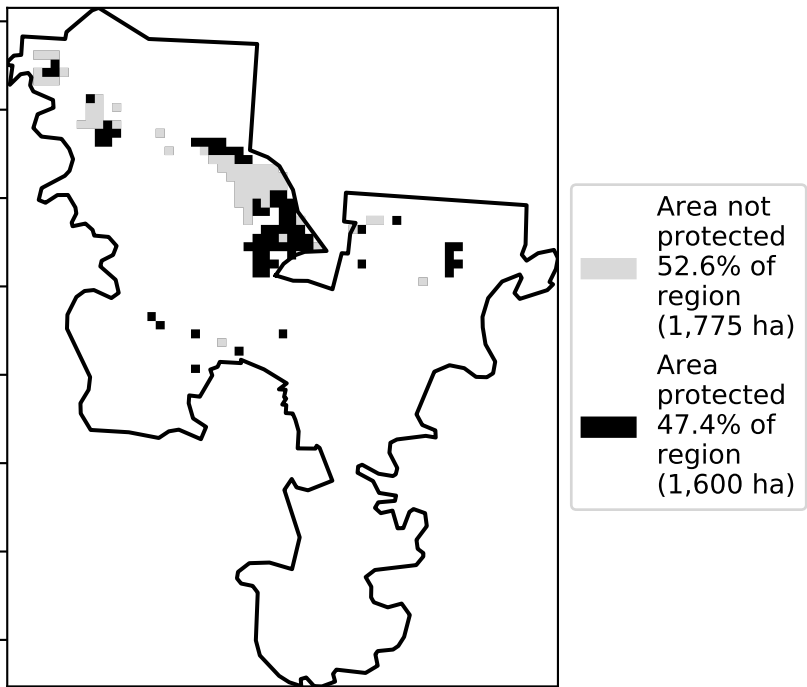 Area not
protected
52.6% of
region
(1,775 ha)
Area
protected
47.4% of
region
(1,600 ha)